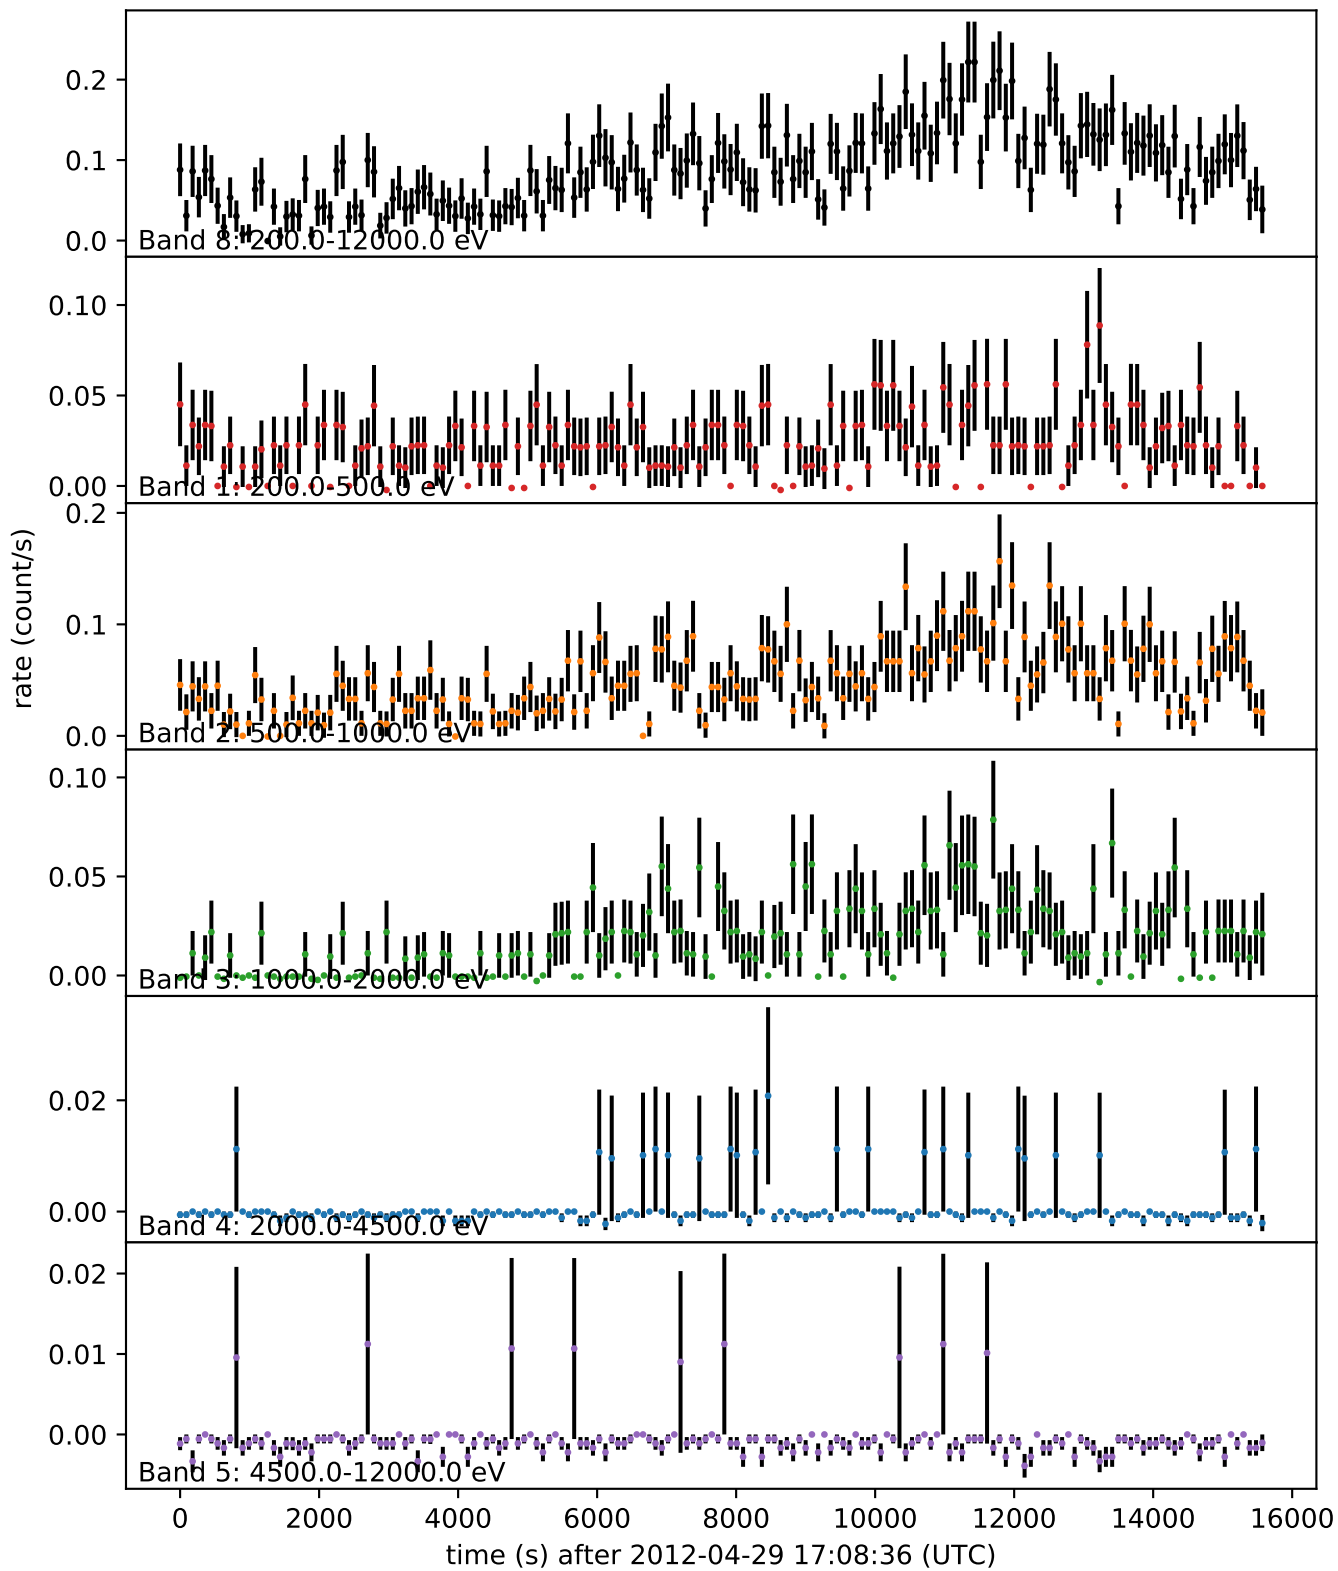 0.2
0.1
0.0
Band 8: 200.0-12000.0 eV
0.10
0.05
0.00
Band 1: 200.0-500.0 eV
0.2
0.1
0.0
Band 2: 500.0-1000.0 eV
rate (count/s)
0.10
0.05
0.00
Band 3: 1000.0-2000.0 eV
0.02
0.00
Band 4: 2000.0-4500.0 eV
0.02
0.01
0.00
Band 5: 4500.0-12000.0 eV
0 2000 4000 6000 8000 10000 12000 14000 16000
time (s) after 2012-04-29 17:08:36 (UTC)